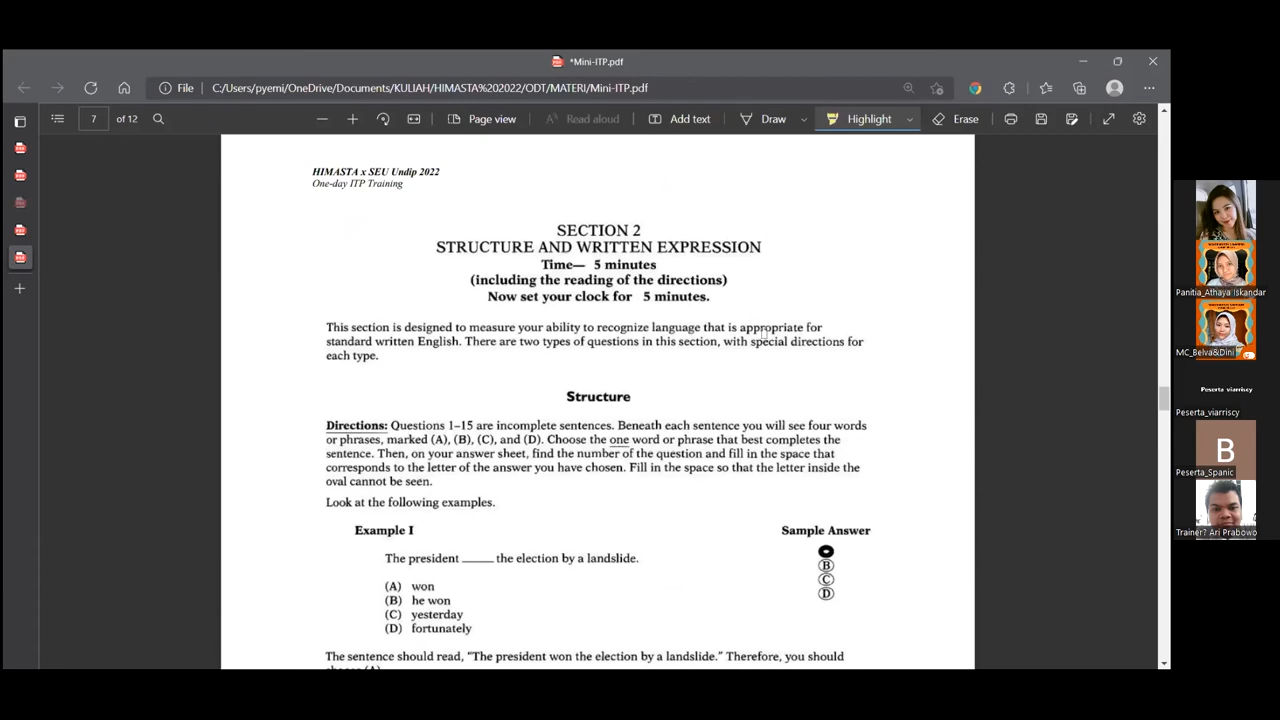 *Mini-ITP.pdf
File
C:/Users/pyemi/OneDrive/Documents/KULIAH/HIMASTA%202022/ODT/MATERI/Mini-ITP.pdf
7 of 12
Page view
Read aloud
Add text
Draw
Highlight
Erase
HIMASTA x SEU Undip 2022
One-day ITP Training
SECTION 2
STRUCTURE AND WRITTEN EXPRESSION
Time— 5 minutes
(including the reading of the directions)
Now set your clock for 5 minutes.
This section is designed to measure your ability to recognize language that is appropriate for
standard written English. There are two types of questions in this section, with special directions for
each type.
Structure
Directions: Questions 1–15 are incomplete sentences. Beneath each sentence you will see four words
or phrases, marked (A), (B), (C), and (D). Choose the one word or phrase that best completes the
sentence. Then, on your answer sheet, find the number of the question and fill in the space that
corresponds to the letter of the answer you have chosen. Fill in the space so that the letter inside the
oval cannot be seen.
Look at the following examples.
Example I
Sample Answer
The president _____ the election by a landslide.
(A) won
(B) he won
(C) yesterday
(D) fortunately
B
C
D
The sentence should read, “The president won the election by a landslide.” Therefore, you should
Panitia_Athaya Iskandar
MC_Belva&Dini
Peserta viarriscy
Peserta_viarriscy
B
Peserta_Spanic
Trainer? Ari Prabowo